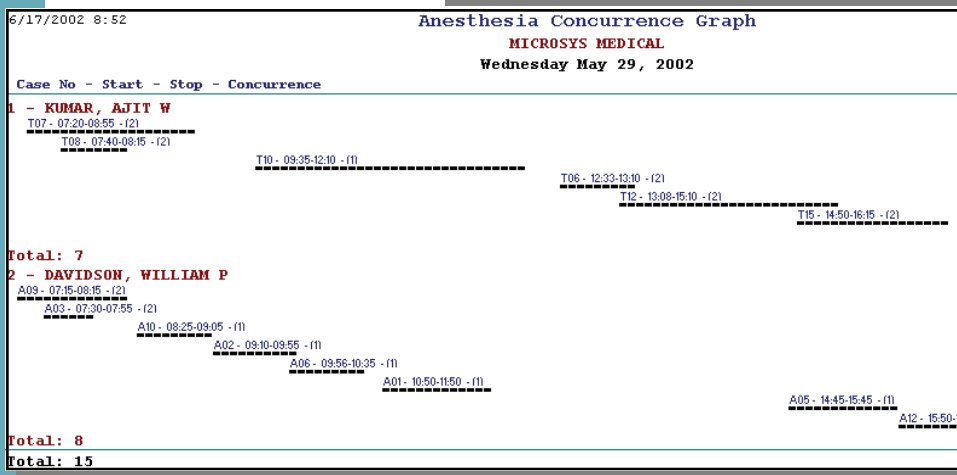 6/17/2002 8:52
Anesthesia Concurrence Graph
MICROSYS MEDICAL
Wednesday May 29, 2002
Case No - Start - Stop - Concurrence
1 - KUMAR, AJIT W
T07 - 07:20-08:55 - (2)
T08 - 07:40-08:15 - (2)
T10 - 09:35-12:10 - (1)
T06 - 12:33-13:10 - (2)
T12 - 13:08-15:10 - (2)
T15 - 14:50-16:15 - (2)
Total: 7
2 - DAVIDSON, WILLIAM P
A09 - 07:15-08:15 - (2)
A03 - 07:30-07:55 - (2)
A10 - 08:25-09:05 - (1)
A02 - 09:10-09:55 - (1)
A06 - 09:56-10:35 - (1)
A01 - 10:50-11:50 - (1)
A05 - 14:45-15:45 - (1)
A12 - 15:50-
Total: 8
Total: 15